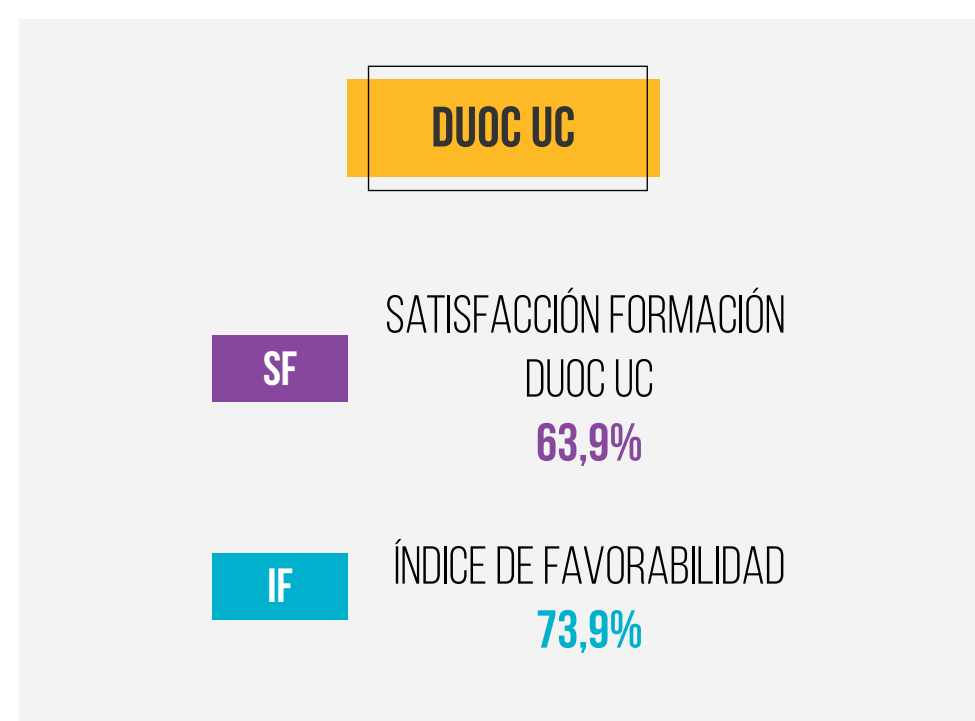 DUOC UC
SF
SATISFACCIÓN FORMACIÓN
DUOC UC
63,9%
IF
ÍNDICE DE FAVORABILIDAD
73,9%